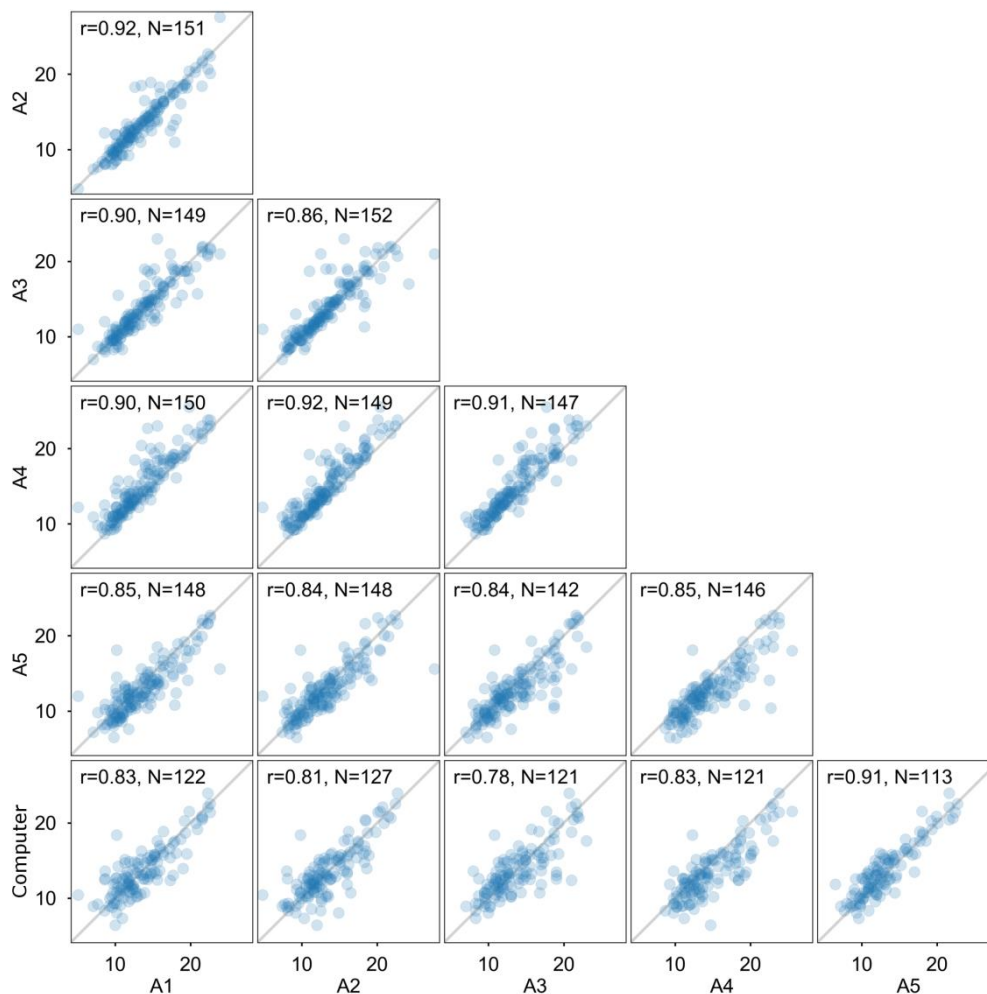 r=0.92, N=151
20
10
A2
r=0.90, N=149
r=0.86, N=152
20
10
A3
r=0.90, N=150
r=0.92, N=149
r=0.91, N=147
20
10
A4
r=0.85, N=148
r=0.84, N=148
r=0.84, N=142
r=0.85, N=146
20
10
A5
r=0.83, N=122
r=0.81, N=127
r=0.78, N=121
r=0.83, N=121
r=0.91, N=113
20
10
Computer
10 20
10 20
10 20
10 20
10 20
A1
A2
A3
A4
A5